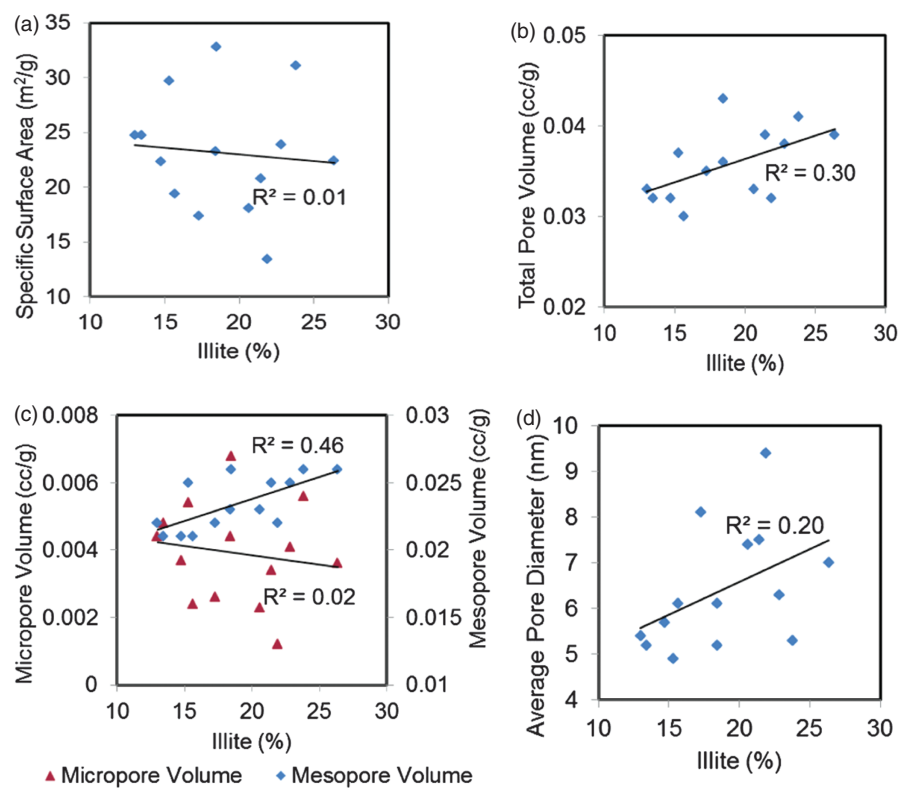 (a)
35
30
25
20
15
10
Specific Surface Area (m²/g)
R² = 0.01
10 15 20 25 30
Illite (%)
(b)
0.05
0.04
0.03
0.02
Total Pore Volume (cc/g)
R² = 0.30
10 15 20 25 30
Illite (%)
(c)
0.008
0.006
0.004
0.002
0
Micropore Volume (cc/g)
R² = 0.46
R² = 0.02
0.03
0.025
0.02
0.015
0.01
Mesopore Volume (cc/g)
10 15 20 25 30
Illite (%)
Micropore Volume Mesopore Volume
(d)
10
9
8
7
6
5
4
Average Pore Diameter (nm)
R² = 0.20
10 15 20 25 30
Illite (%)